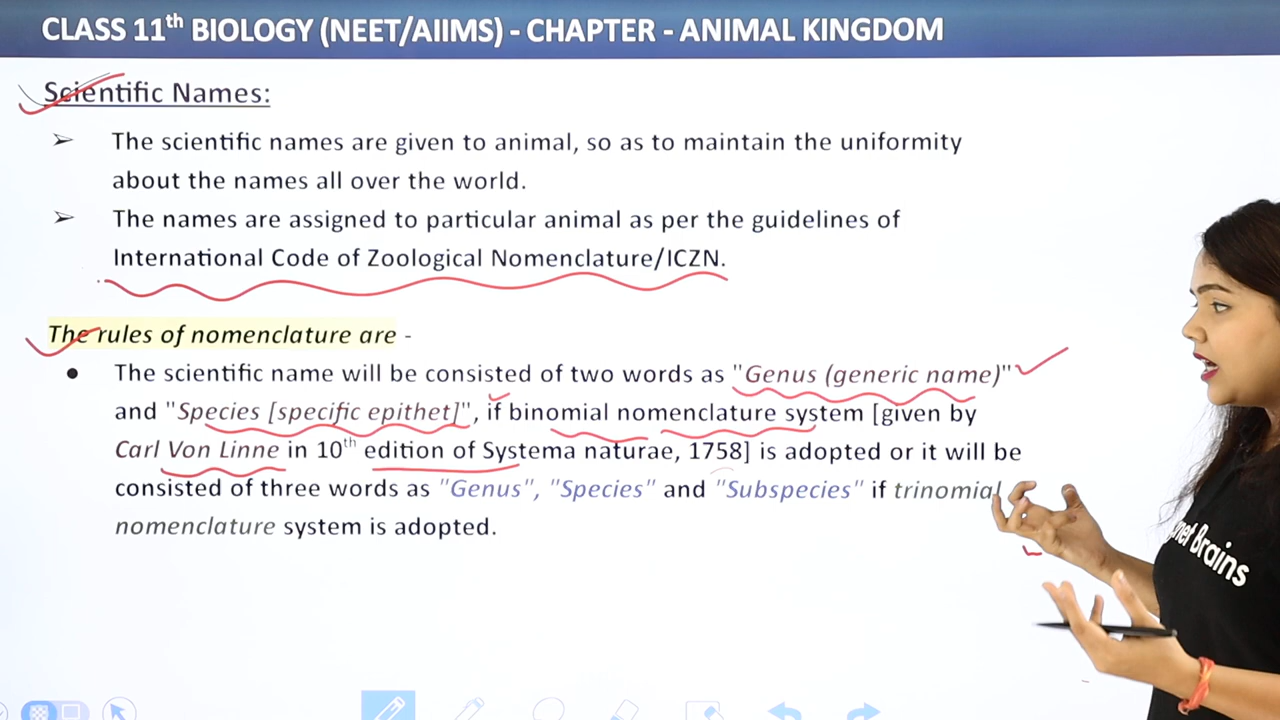 CLASS 11th BIOLOGY (NEET/AIIMS) - CHAPTER - ANIMAL KINGDOM
Scientific Names:
➢ The scientific names are given to animal, so as to maintain the uniformity
about the names all over the world.
➢ The names are assigned to particular animal as per the guidelines of
International Code of Zoological Nomenclature/ICZN.
The rules of nomenclature are -
● The scientific name will be consisted of two words as "Genus (generic name)"
and "Species [specific epithet]", if binomial nomenclature system [given by
Carl Von Linne in 10th edition of Systema naturae, 1758] is adopted or it will be
consisted of three words as "Genus", "Species" and "Subspecies" if trinomial
nomenclature system is adopted.
Brains